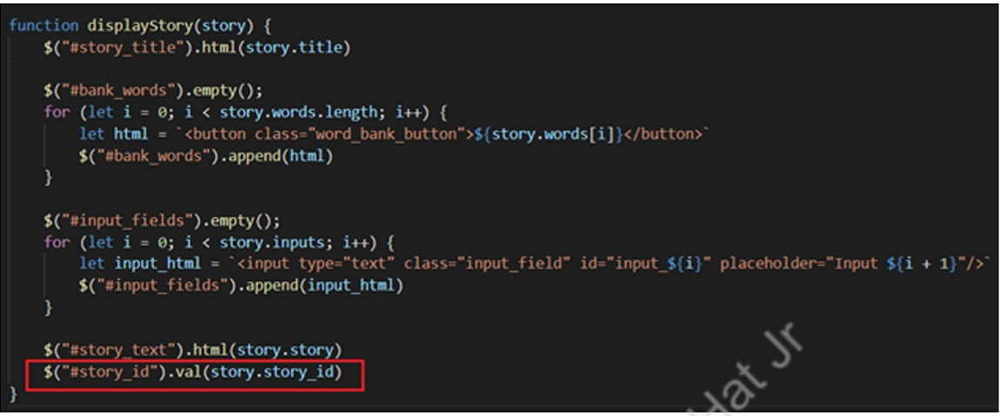 function displayStory(story) {
    $("#story_title").html(story.title)

    $("#bank_words").empty();
    for (let i = 0; i < story.words.length; i++) {
        let html = `<button class="word_bank_button">${story.words[i]}</button>`
        $("#bank_words").append(html)
    }

    $("#input_fields").empty();
    for (let i = 0; i < story.inputs; i++) {
        let input_html = `<input type="text" class="input_field" id="input_${i}" placeholder="Input ${i + 1}"/>`
        $("#input_fields").append(input_html)
    }

    $("#story_text").html(story.story)
    $("#story_id").val(story.story_id)
}
Hat Jr